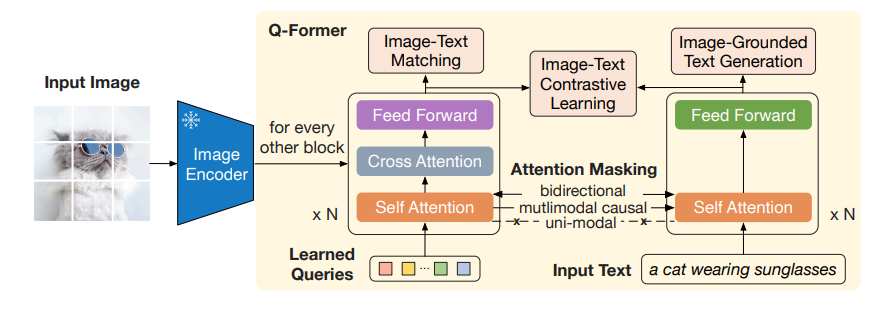 Q-Former
Image-Text
Matching
Image-Text
Contrastive
Learning
Image-Grounded
Text Generation
Input Image
Image
Encoder
for every
other block
Feed Forward
Cross Attention
Self Attention
x N
Attention Masking
bidirectional
mutlimodal causal
x uni-modal x
Feed Forward
Self Attention
x N
Learned
Queries
...
Input Text
a cat wearing sunglasses